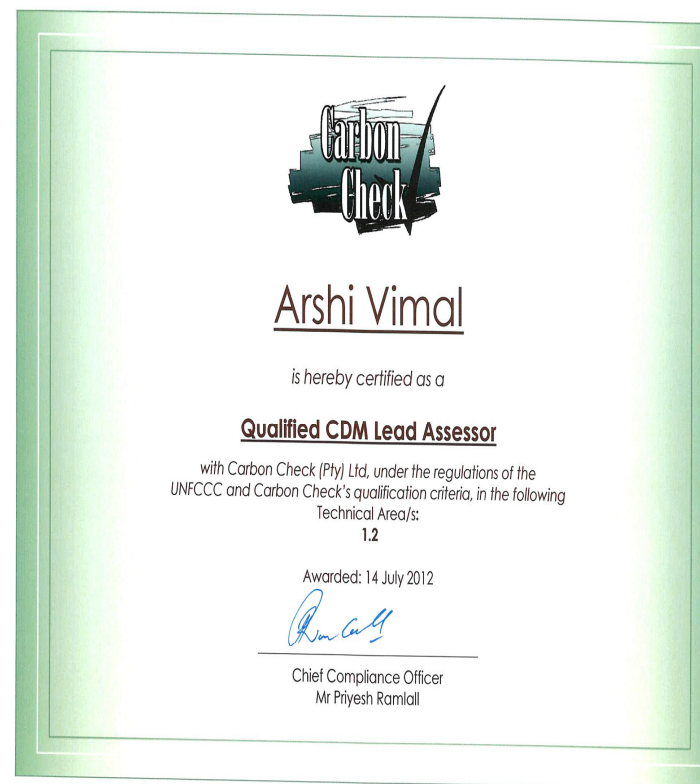 Carbon
Check
Arshi Vimal
is hereby certified as a
Qualified CDM Lead Assessor
with Carbon Check (Pty) Ltd, under the regulations of the
UNFCCC and Carbon Check's qualification criteria, in the following
Technical Area/s:
1.2
Awarded: 14 July 2012
Chief Compliance Officer
Mr Priyesh Ramlall